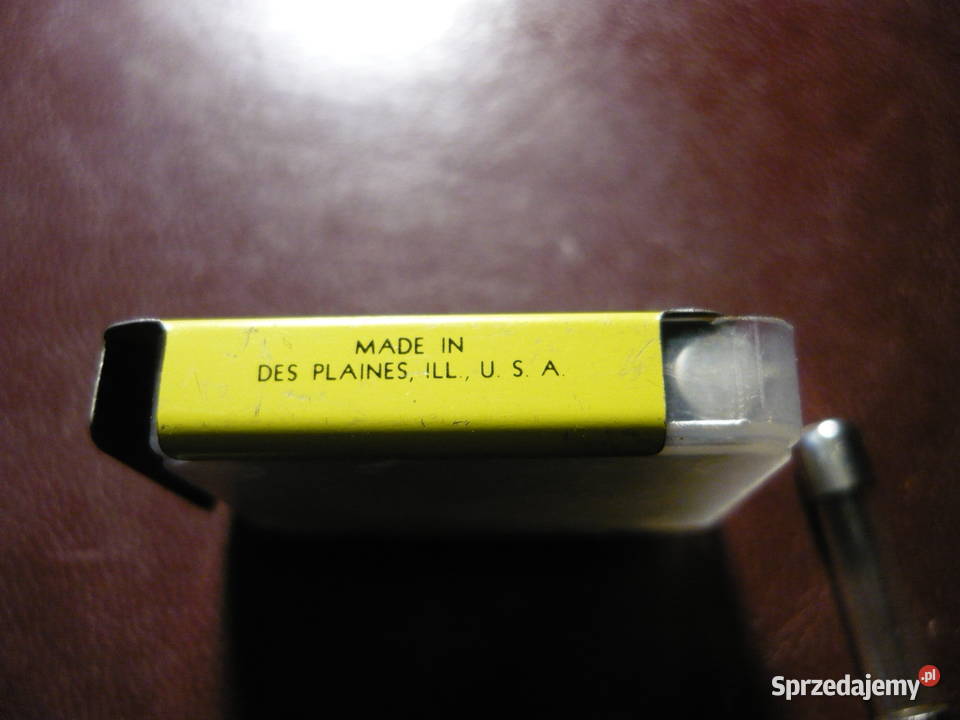 MADE IN
DES PLAINES, ILL., U. S. A.
Sprzedajemy.pl